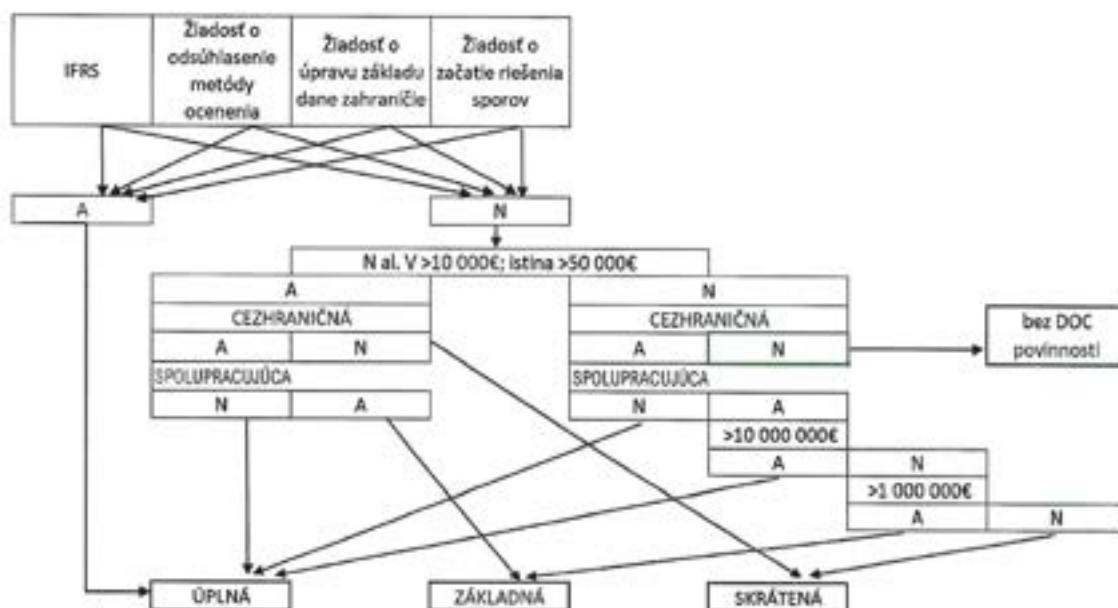 IFRS
Žiadosť o
odsúhlasenie
metódy
ocenenia
Žiadosť o
úpravu základu
dane zahraničie
Žiadosť o
začatie riešenia
sporov
A
N
N al. V >10 000€; istina >50 000€
A
N
CEZHRANIČNÁ
CEZHRANIČNÁ
bez DOC
povinnosti
A
N
A
N
SPOLUPRACUJÚCA
SPOLUPRACUJÚCA
N
A
N
A
>10 000 000€
A
N
>1 000 000€
A
N
ÚPLNÁ
ZÁKLADNÁ
SKRÁTENÁ